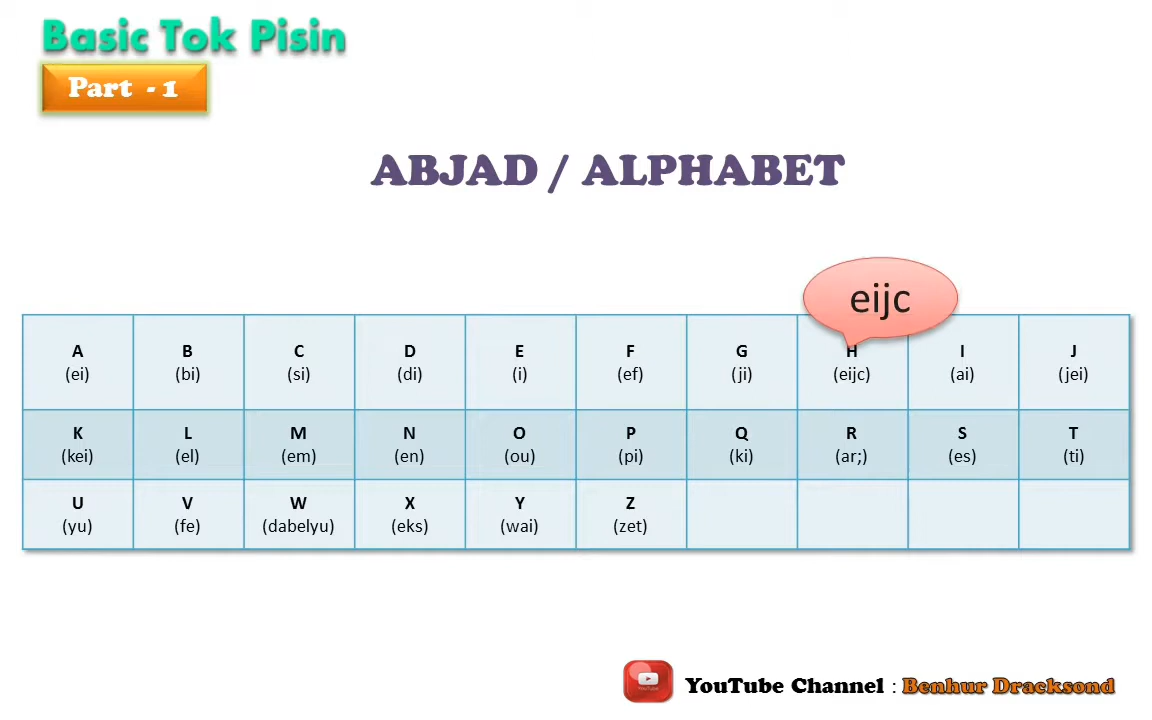 Basic Tok Pisin
Part - 1
ABJAD / ALPHABET
eijc
A B C D E F G H I J
(ei) (bi) (si) (di) (i) (ef) (ji) (eijc) (ai) (jei)
K L M N O P Q R S T
(kei) (el) (em) (en) (ou) (pi) (ki) (ar;) (es) (ti)
U V W X Y Z
(yu) (fe) (dabelyu) (eks) (wai) (zet)
YouTube Channel : Benhur Dracksond